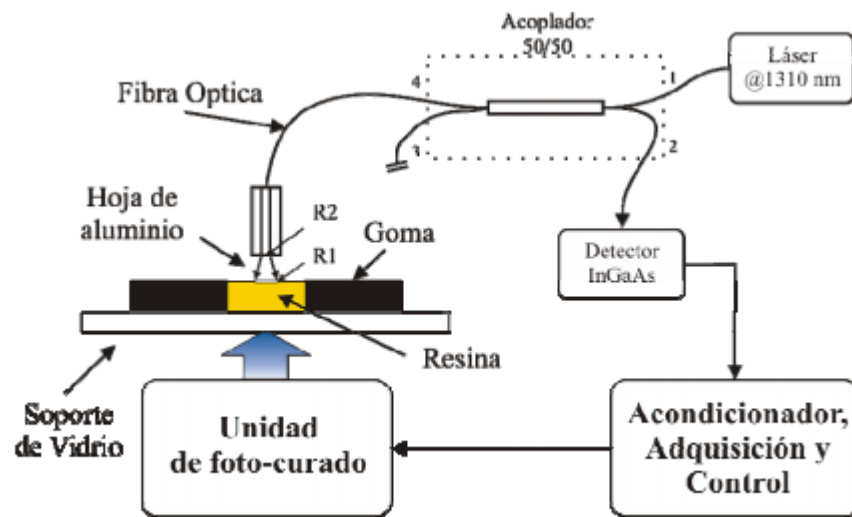 Acoplador
50/50
Láser
@1310 nm
1
4
Fibra Optica
3
2
Hoja de
aluminio
R2
R1
Goma
Detector
InGaAs
Resina
Soporte
de Vidrio
Unidad
de foto-curado
Acondicionador,
Adquisición y
Control